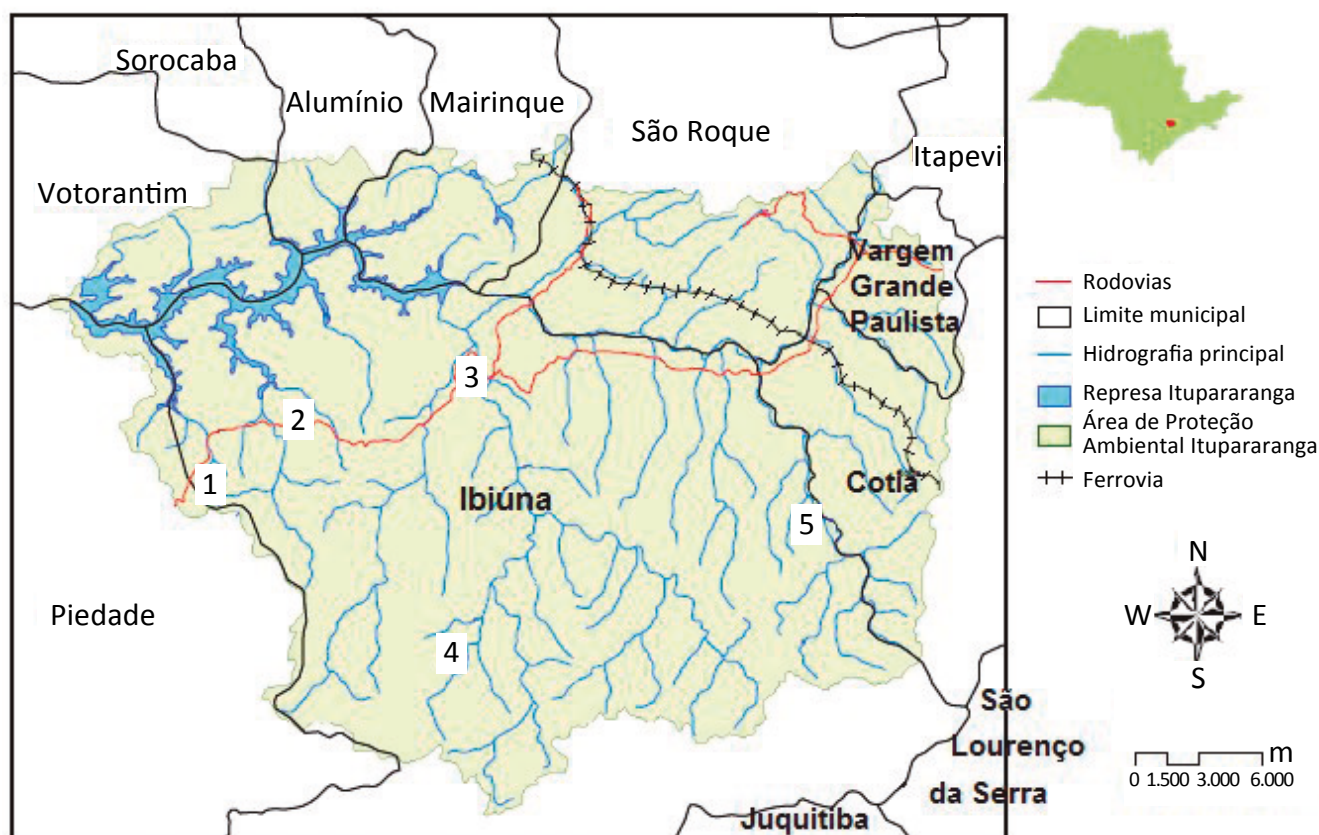 Sorocaba
Alumínio
Mairinque
São Roque
Itapevi
Votorantim
Vargem
Grande
Paulista
1
2
3
Ibiúna
Cotia
5
Piedade
4
São
Lourenço
da Serra
Juquitiba
Rodovias
Limite municipal
Hidrografia principal
Represa Itupararanga
Área de Proteção
Ambiental Itupararanga
Ferrovia
N
W E
S
m
0 1.500 3.000 6.000